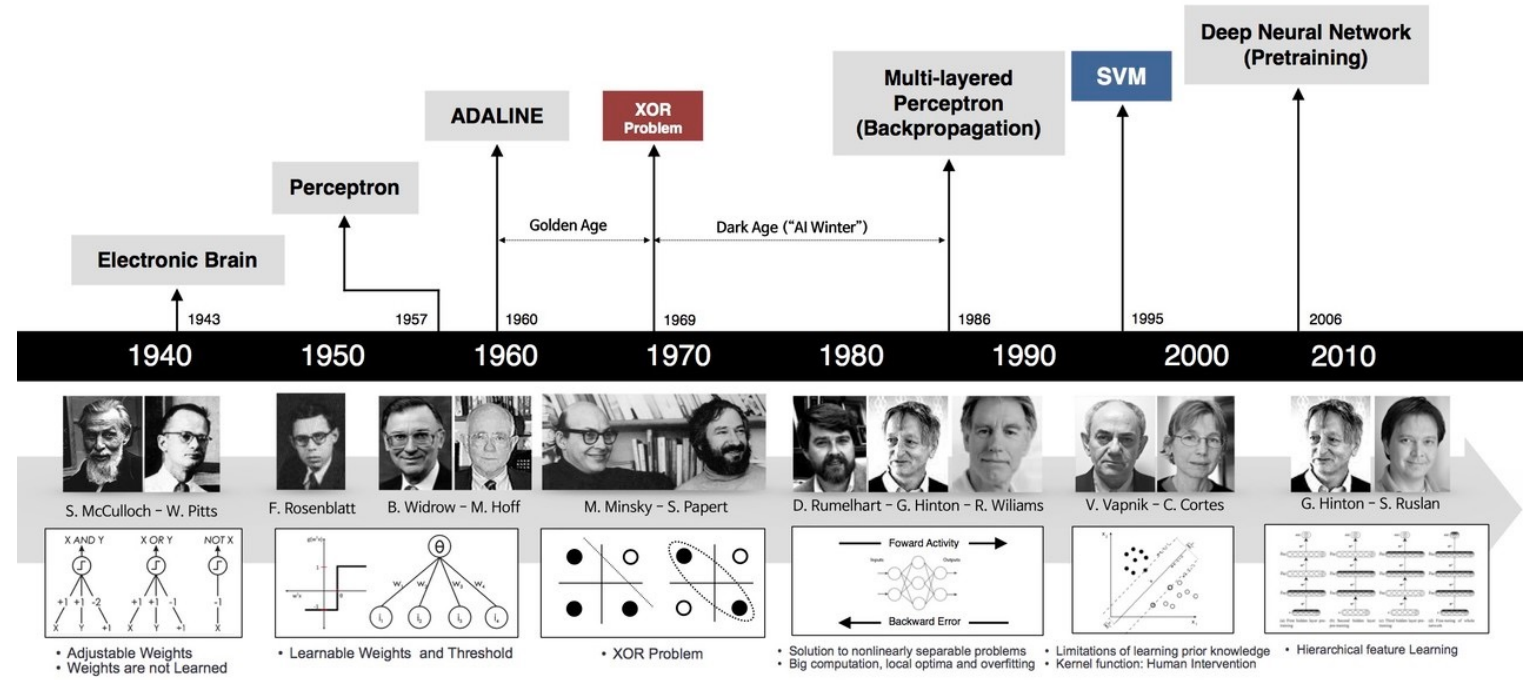 Deep Neural Network
(Pretraining)
Multi-layered
Perceptron
(Backpropagation)
SVM
ADALINE
XOR
Problem
Perceptron
Golden Age
Dark Age ("AI Winter")
Electronic Brain
1943
1957
1960
1969
1986
1995
2006
1940
1950
1960
1970
1980
1990
2000
2010
S. McCulloch – W. Pitts
F. Rosenblatt
B. Widrow – M. Hoff
M. Minsky – S. Papert
D. Rumelhart – G. Hinton – R. Wiliams
V. Vapnik – C. Cortes
G. Hinton – S. Ruslan
X AND Y
X OR Y
NOT X
+1 +1 -2
+1 +1 -1
-1
X Y +1
X Y +1
X
θ
Foward Activity
Inputs
Outputs
Backward Error
• Adjustable Weights
• Weights are not Learned
• Learnable Weights and Threshold
• XOR Problem
• Solution to nonlinearly separable problems
• Big computation, local optima and overfitting
• Limitations of learning prior knowledge
• Kernel function: Human Intervention
• Hierarchical feature Learning